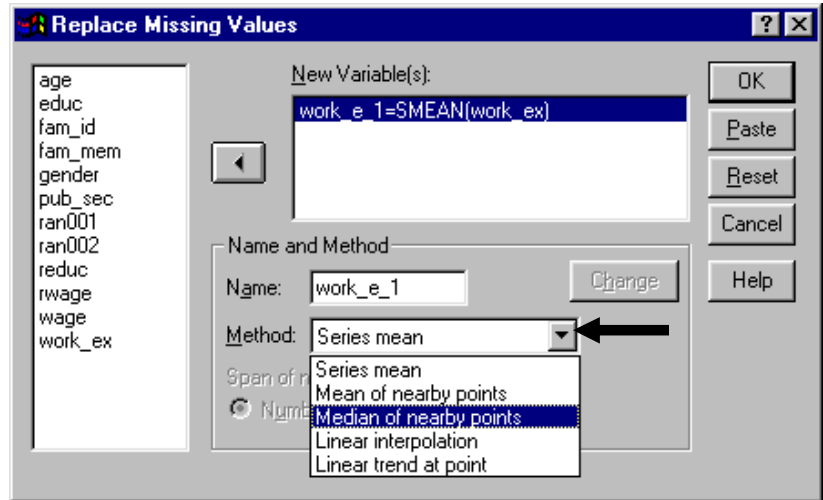 Replace Missing Values
age
educ
fam_id
fam_mem
gender
pub_sec
ran001
ran002
reduc
rwage
wage
work_ex
New Variable(s):
work_e_1=SMEAN(work_ex)
OK
Paste
Reset
Cancel
Help
Name and Method
Name:
work_e_1
Change
Method:
Series mean
Series mean
Mean of nearby points
Median of nearby points
Linear interpolation
Linear trend at point
Span of